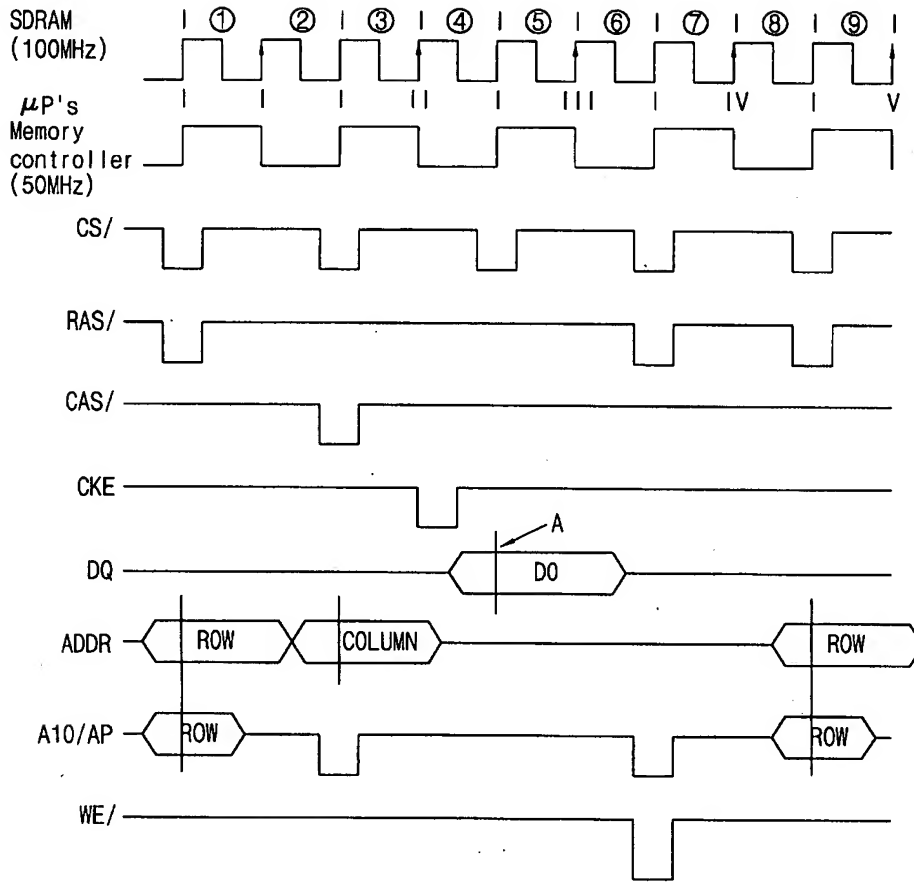 SDRAM ① ② ③ ④ ⑤ ⑥ ⑦ ⑧ ⑨
(100MHz)
μP's I I I II I III I IV I V
Memory
controller
(50MHz)
CS/
RAS/
CAS/
CKE
A
DQ D0
ADDR ROW COLUMN ROW
A10/AP ROW ROW
WE/